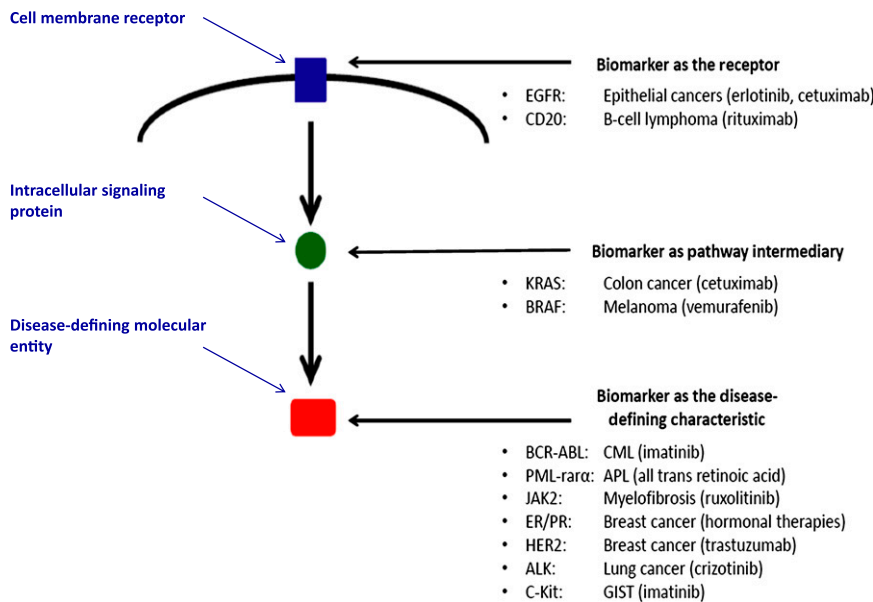 Cell membrane receptor
Biomarker as the receptor
• EGFR: Epithelial cancers (erlotinib, cetuximab)
• CD20: B-cell lymphoma (rituximab)
Intracellular signaling
protein
Biomarker as pathway intermediary
• KRAS: Colon cancer (cetuximab)
• BRAF: Melanoma (vemurafenib)
Disease-defining molecular
entity
Biomarker as the disease-
defining characteristic
• BCR-ABL: CML (imatinib)
• PML-rarα: APL (all trans retinoic acid)
• JAK2: Myelofibrosis (ruxolitinib)
• ER/PR: Breast cancer (hormonal therapies)
• HER2: Breast cancer (trastuzumab)
• ALK: Lung cancer (crizotinib)
• C-Kit: GIST (imatinib)